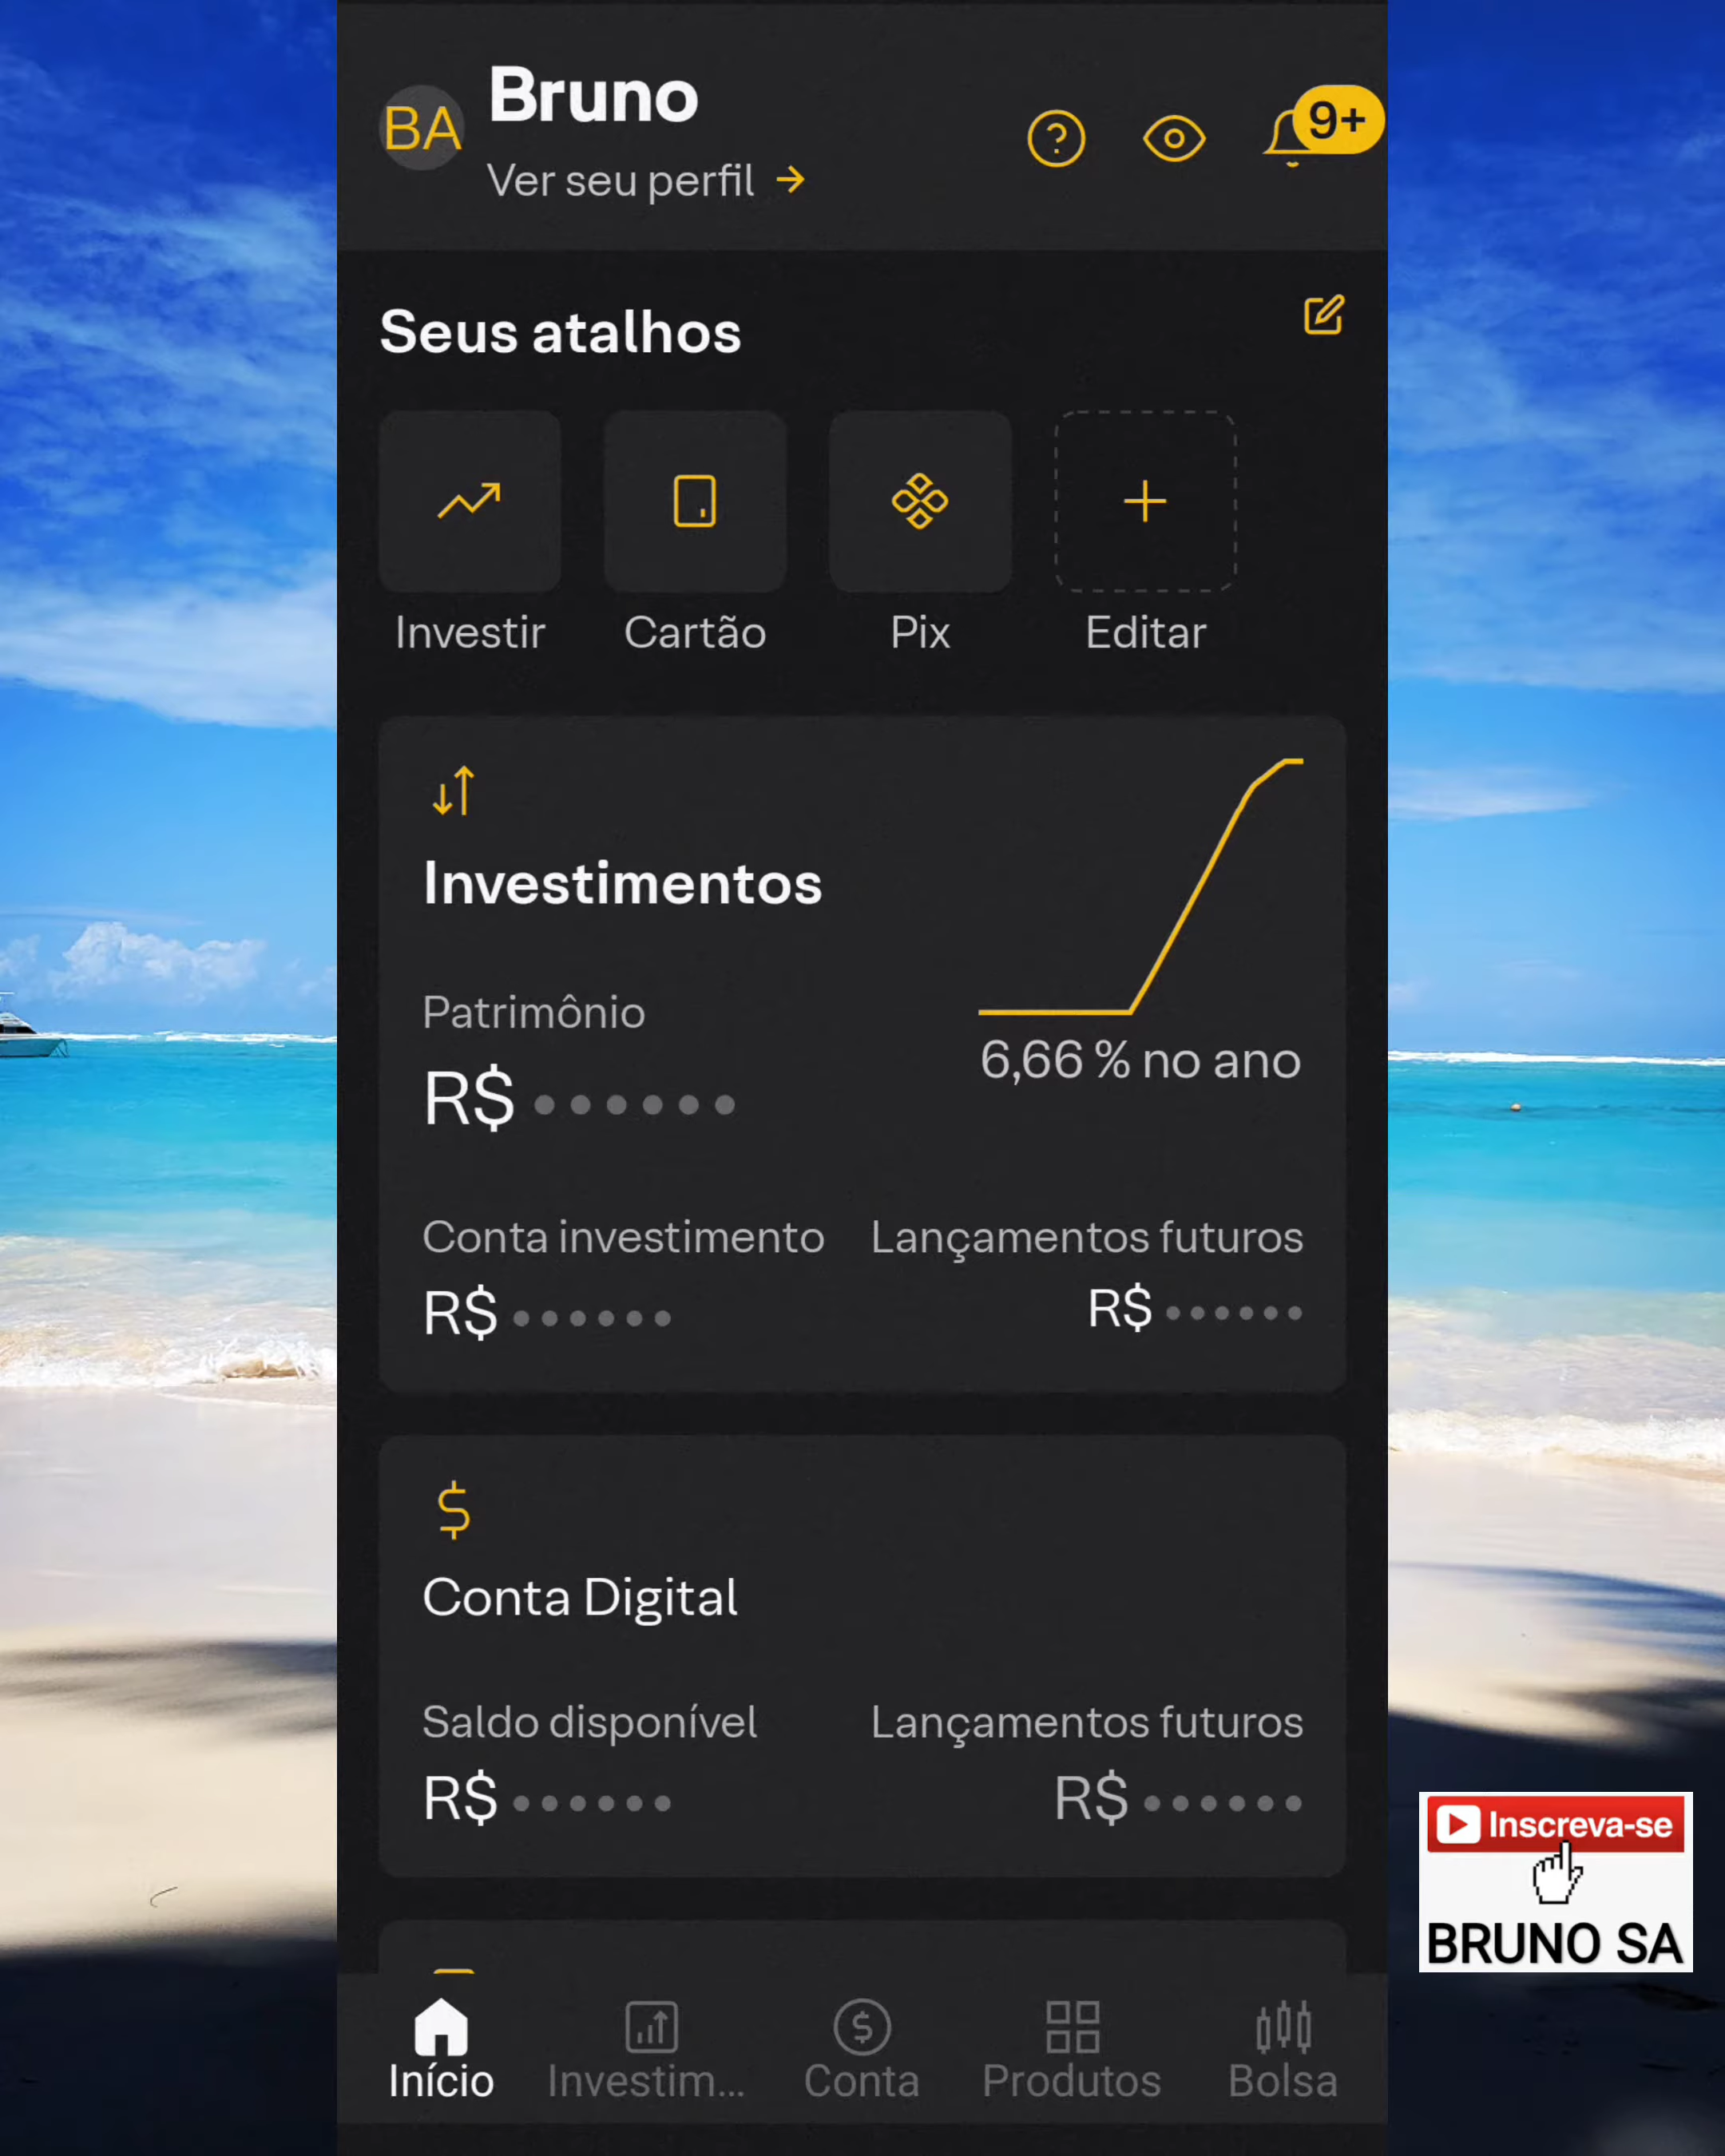 BA
Bruno
Ver seu perfil
9+
Seus atalhos
Investir
Cartão
Pix
Editar
Investimentos
Patrimônio
R$
6,66 % no ano
Conta investimento
Lançamentos futuros
R$
R$
Conta Digital
Saldo disponível
Lançamentos futuros
R$
R$
Início
Investim...
Conta
Produtos
Bolsa
Inscreva-se
BRUNO SA